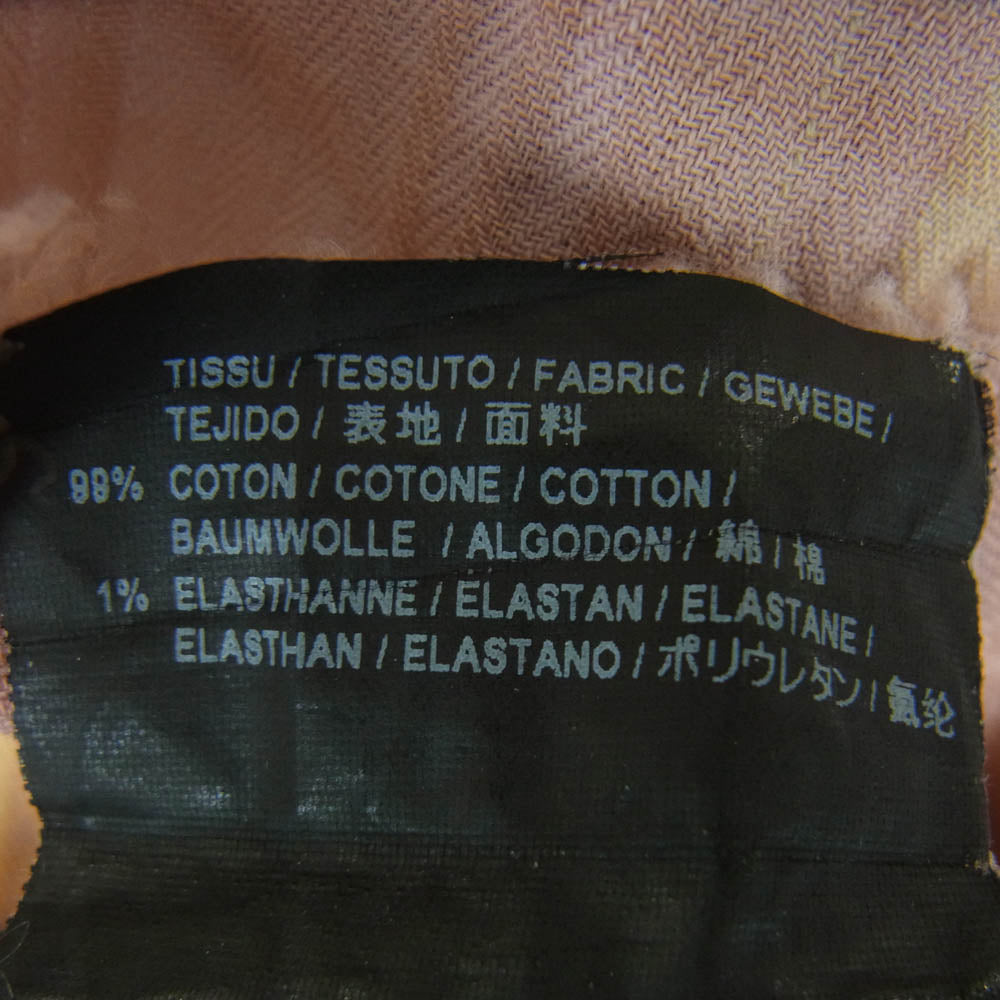 TISSU / TESSUTO / FABRIC / GEWEBE /
TEJIDO / 表地 / 面料
99% COTON / COTONE / COTTON /
BAUMWOLLE / ALGODON / 綿 / 棉
1% ELASTHANNE / ELASTAN / ELASTANE /
ELASTHAN / ELASTANO / ポリウレタン / 氨纶